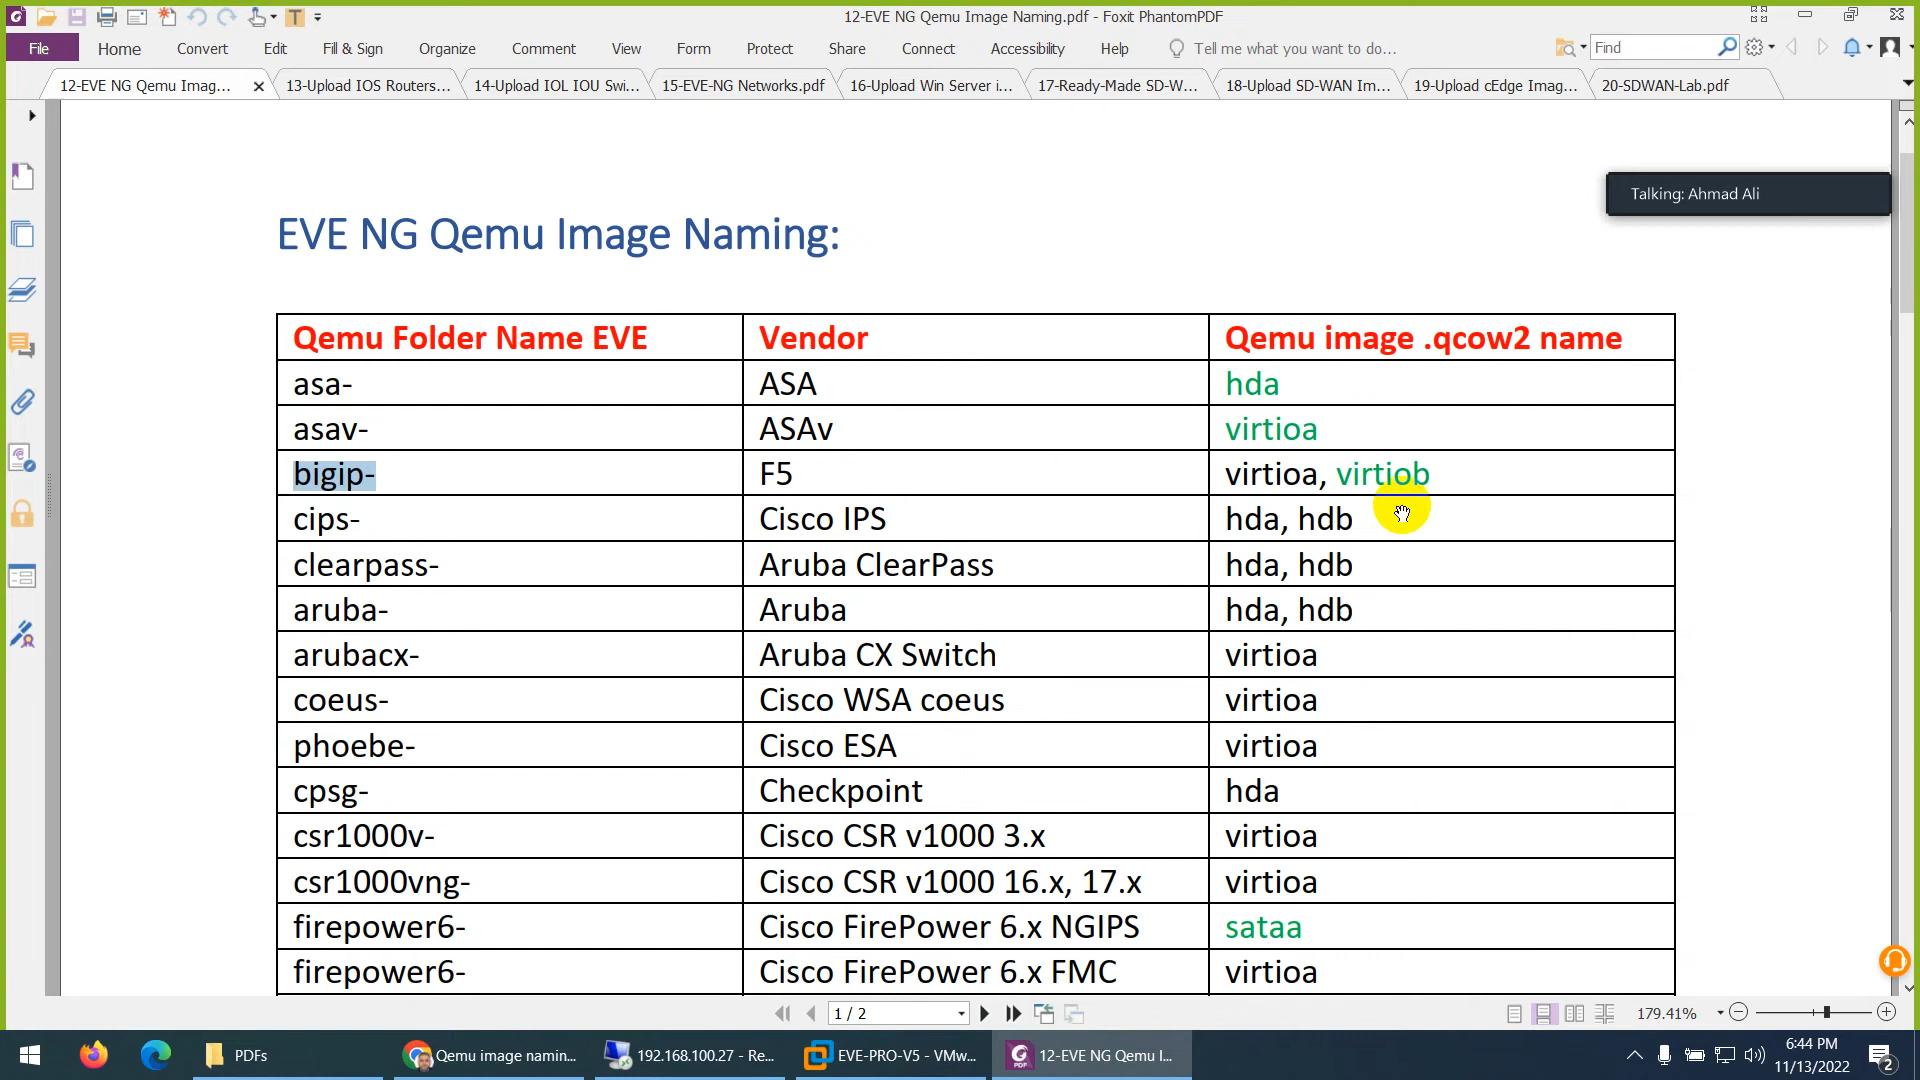 12-EVE NG Qemu Image Naming.pdf - Foxit PhantomPDF
File Home Convert Edit Fill & Sign Organize Comment View Form Protect Share Connect Accessibility Help Tell me what you want to do... Find
12-EVE NG Qemu Imag... 13-Upload IOS Routers... 14-Upload IOL IOU Swi... 15-EVE-NG Networks.pdf 16-Upload Win Server i... 17-Ready-Made SD-W... 18-Upload SD-WAN Im... 19-Upload cEdge Imag... 20-SDWAN-Lab.pdf
Talking: Ahmad Ali
EVE NG Qemu Image Naming:
Qemu Folder Name EVE Vendor Qemu image .qcow2 name
asa- ASA hda
asav- ASAv virtioa
bigip- F5 virtioa, virtiob
cips- Cisco IPS hda, hdb
clearpass- Aruba ClearPass hda, hdb
aruba- Aruba hda, hdb
arubacx- Aruba CX Switch virtioa
coeus- Cisco WSA coeus virtioa
phoebe- Cisco ESA virtioa
cpsg- Checkpoint hda
csr1000v- Cisco CSR v1000 3.x virtioa
csr1000vng- Cisco CSR v1000 16.x, 17.x virtioa
firepower6- Cisco FirePower 6.x NGIPS sataa
firepower6- Cisco FirePower 6.x FMC virtioa
1 / 2 179.41%
PDFs Qemu image namin... 192.168.100.27 - Re... EVE-PRO-V5 - VMw... 12-EVE NG Qemu I... 6:44 PM
11/13/2022 2